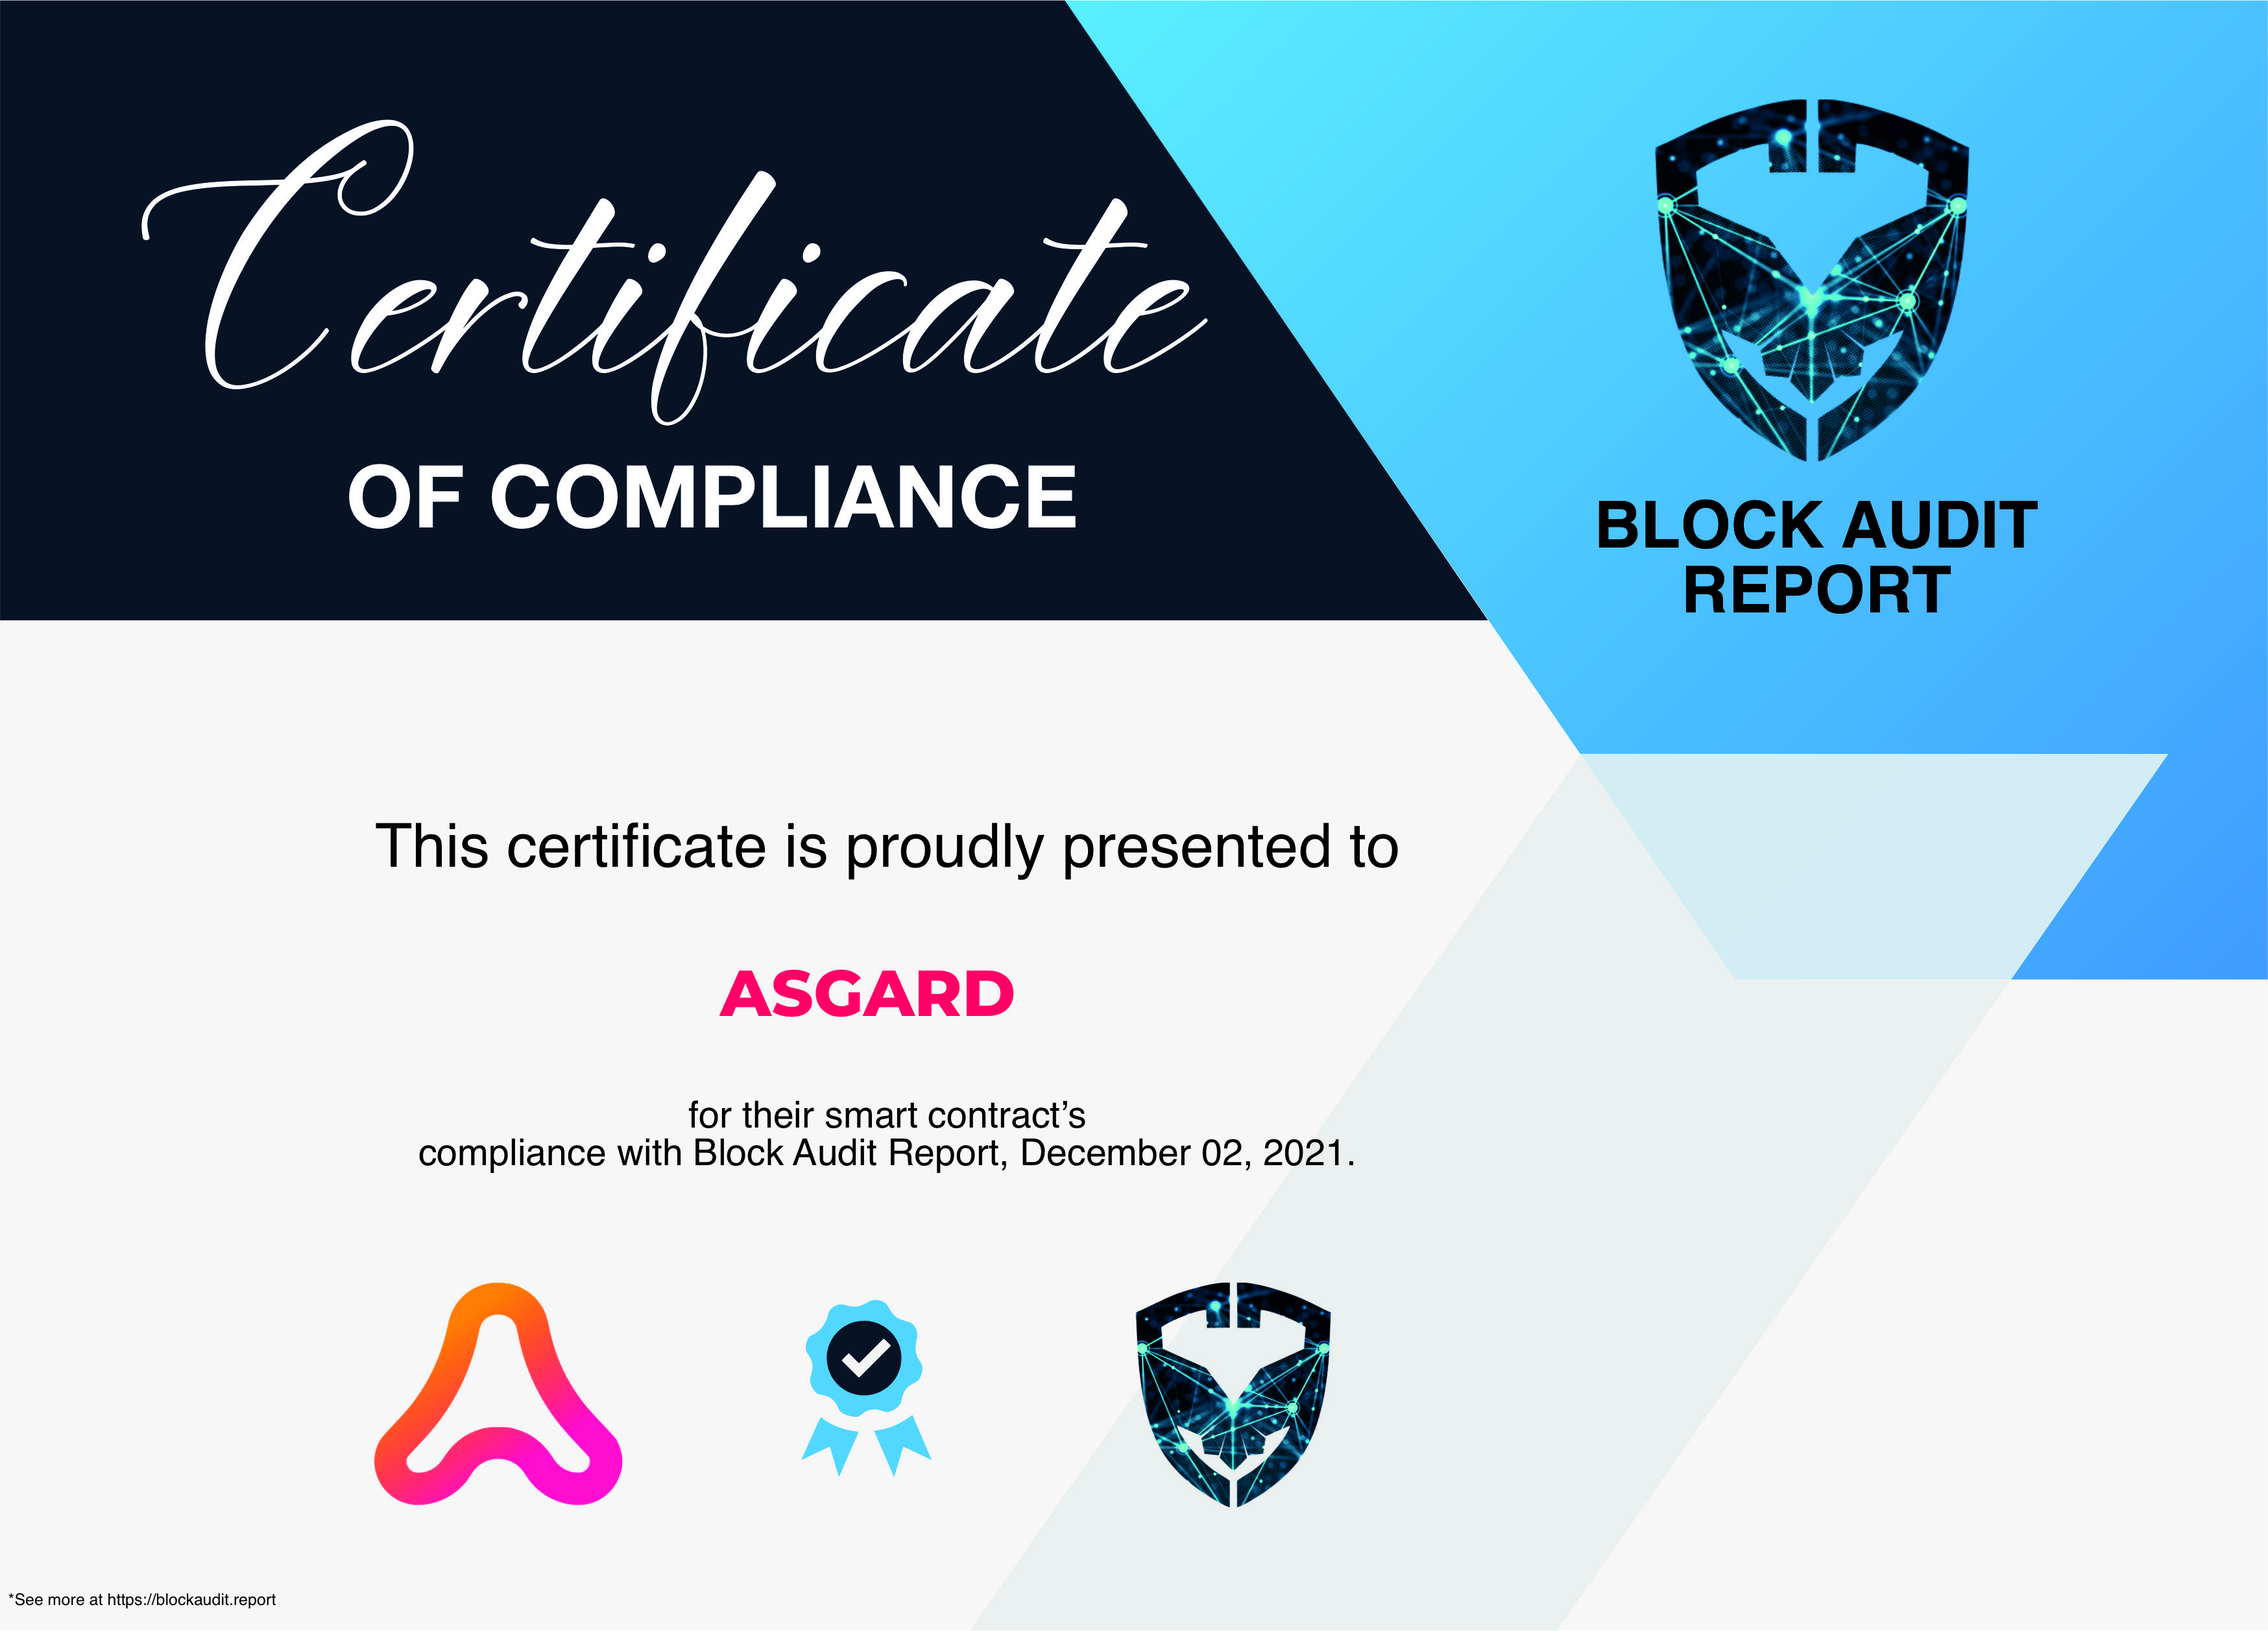 Certificate
OF COMPLIANCE
BLOCK AUDIT
REPORT
This certificate is proudly presented to
ASGARD
for their smart contract’s
compliance with Block Audit Report, December 02, 2021.
*See more at https://blockaudit.report